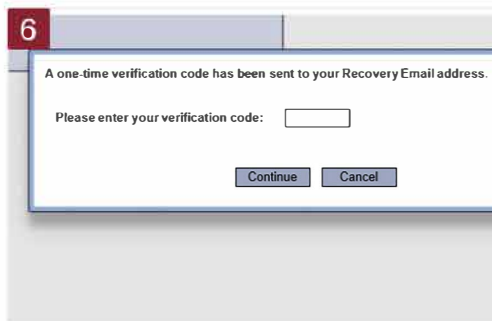 6
A one-time verification code has been sent to your Recovery Email address.
Please enter your verification code:
Continue Cancel